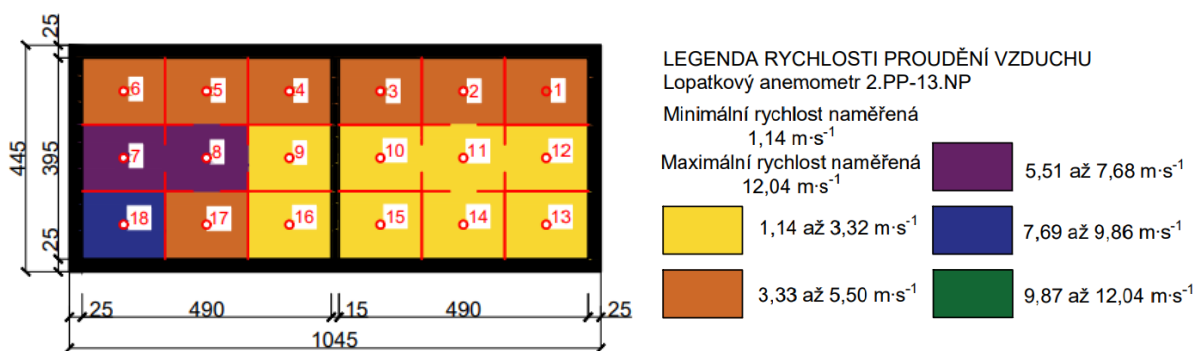 25
445
395
25
6 5 4 3 2 1
7 8 9 10 11 12
18 17 16 15 14 13
25 490 15 490 25
1045
LEGENDA RYCHLOSTI PROUDĚNÍ VZDUCHU
Lopatkový anemometr 2.PP-13.NP
Minimální rychlost naměřená
1,14 m·s⁻¹
Maximální rychlost naměřená
12,04 m·s⁻¹
1,14 až 3,32 m·s⁻¹
3,33 až 5,50 m·s⁻¹
5,51 až 7,68 m·s⁻¹
7,69 až 9,86 m·s⁻¹
9,87 až 12,04 m·s⁻¹